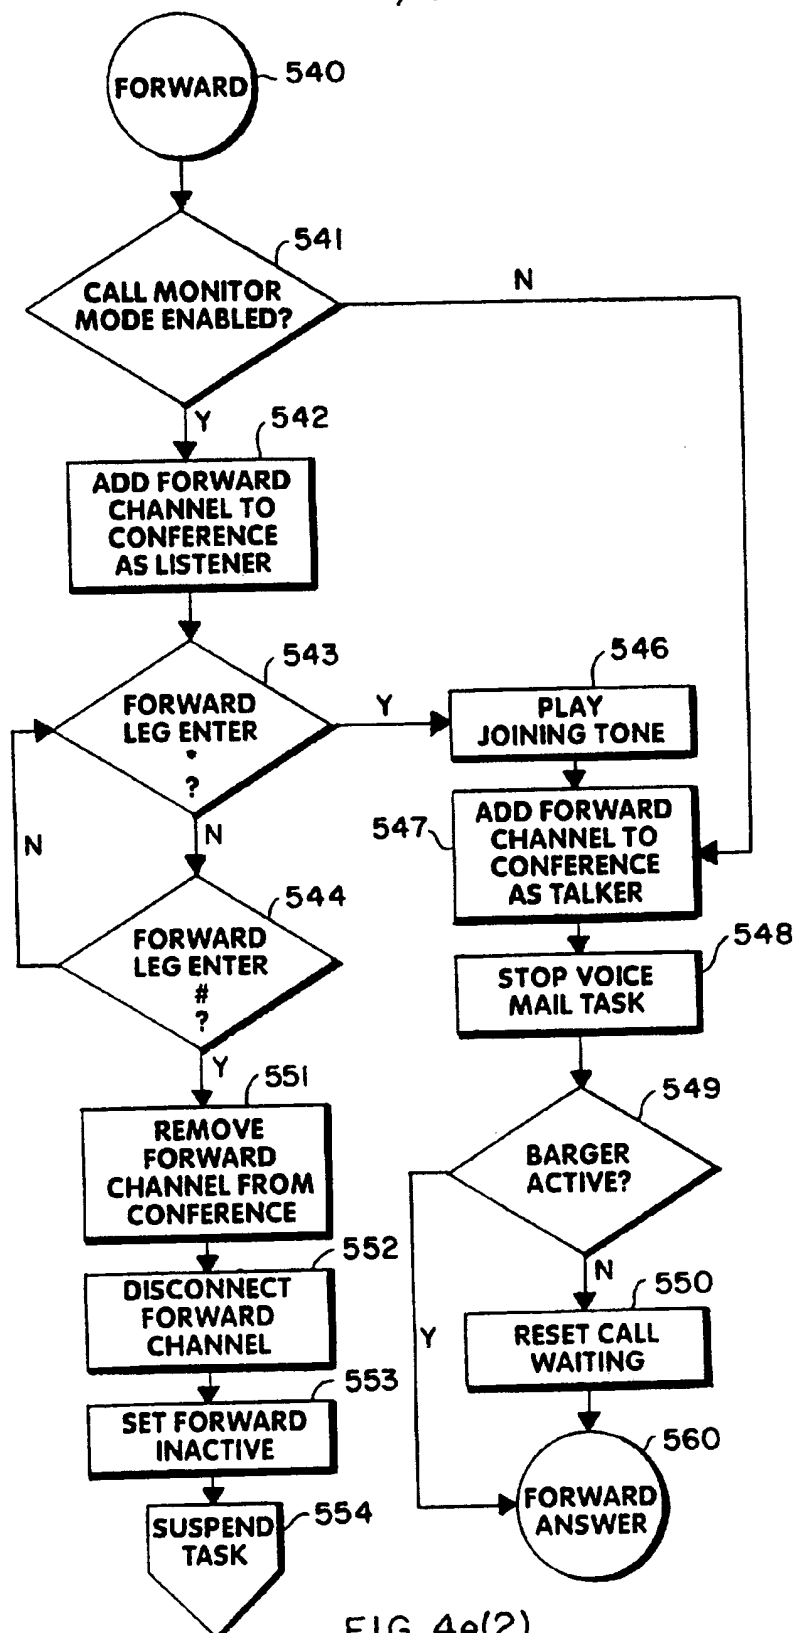 FORWARD
540
541
CALL MONITOR
MODE ENABLED?
N
Y
542
ADD FORWARD
CHANNEL TO
CONFERENCE
AS LISTENER
543
FORWARD
LEG ENTER
*
?
Y
546
PLAY
JOINING TONE
N
N
547
ADD FORWARD
CHANNEL TO
CONFERENCE
AS TALKER
544
FORWARD
LEG ENTER
#
?
Y
548
STOP VOICE
MAIL TASK
551
REMOVE
FORWARD
CHANNEL FROM
CONFERENCE
549
BARGER
ACTIVE?
N
Y
552
DISCONNECT
FORWARD
CHANNEL
550
RESET CALL
WAITING
553
SET FORWARD
INACTIVE
560
FORWARD
ANSWER
SUSPEND
TASK
554
FIG. 4e(2)